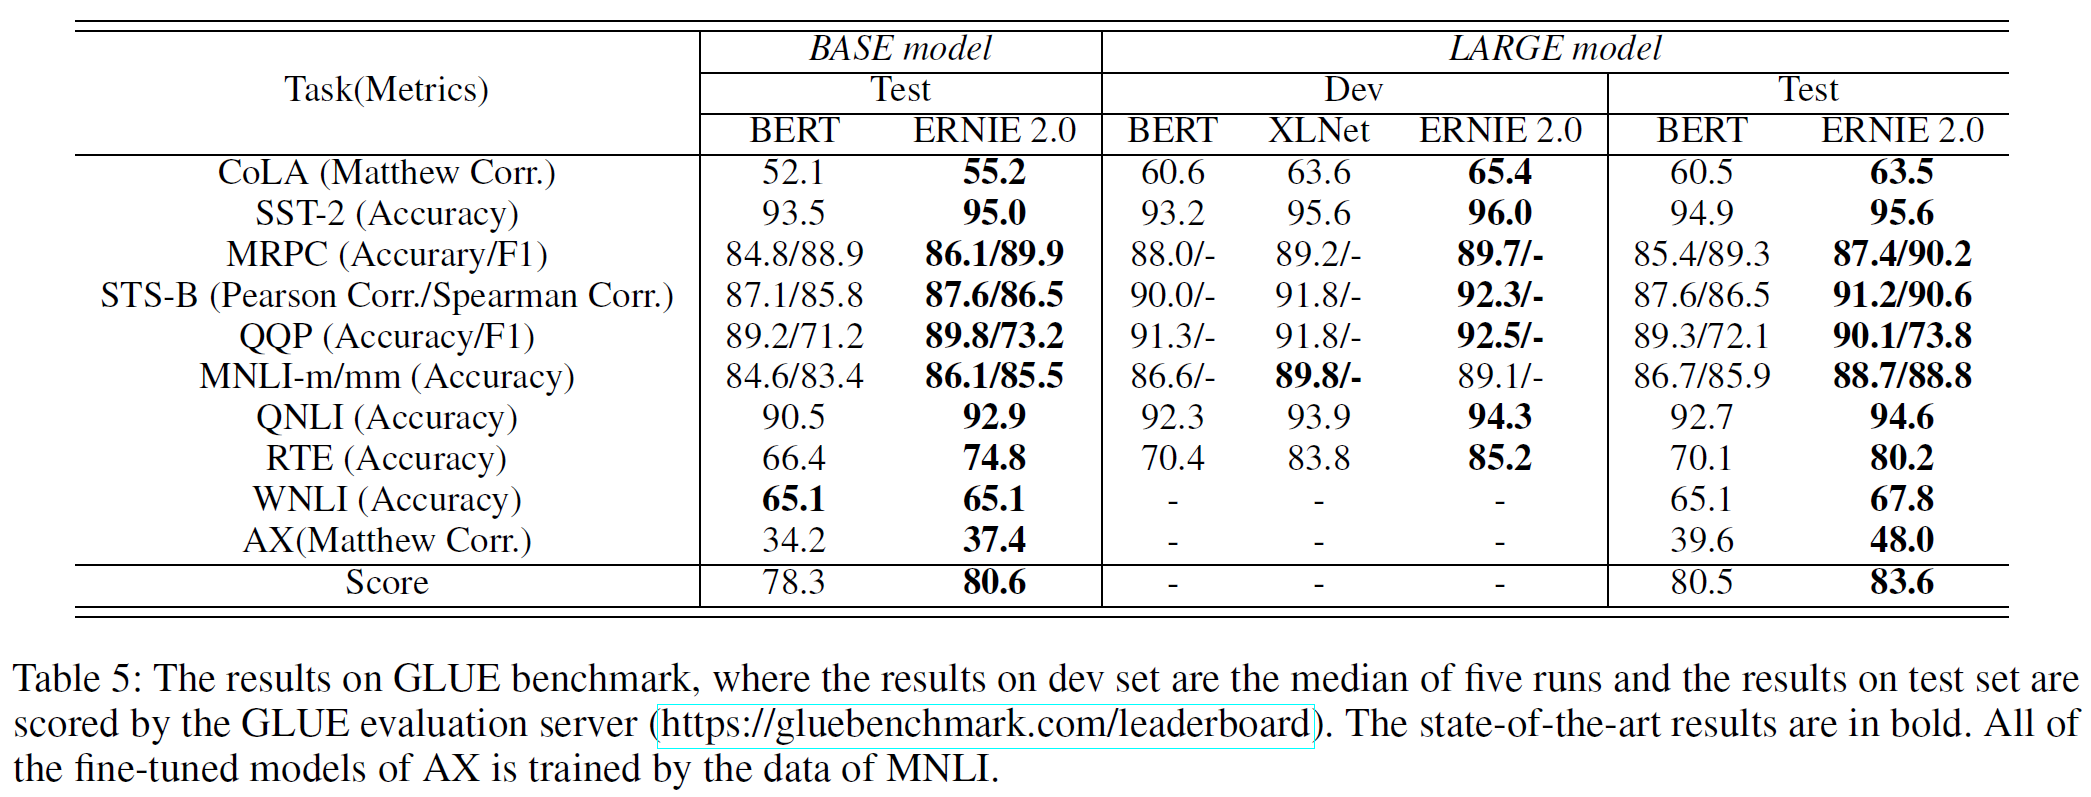 BASE model LARGE model
Task(Metrics) Test Dev Test
BERT ERNIE 2.0 BERT XLNet ERNIE 2.0 BERT ERNIE 2.0
CoLA (Matthew Corr.) 52.1 55.2 60.6 63.6 65.4 60.5 63.5
SST-2 (Accuracy) 93.5 95.0 93.2 95.6 96.0 94.9 95.6
MRPC (Accurary/F1) 84.8/88.9 86.1/89.9 88.0/- 89.2/- 89.7/- 85.4/89.3 87.4/90.2
STS-B (Pearson Corr./Spearman Corr.) 87.1/85.8 87.6/86.5 90.0/- 91.8/- 92.3/- 87.6/86.5 91.2/90.6
QQP (Accuracy/F1) 89.2/71.2 89.8/73.2 91.3/- 91.8/- 92.5/- 89.3/72.1 90.1/73.8
MNLI-m/mm (Accuracy) 84.6/83.4 86.1/85.5 86.6/- 89.8/- 89.1/- 86.7/85.9 88.7/88.8
QNLI (Accuracy) 90.5 92.9 92.3 93.9 94.3 92.7 94.6
RTE (Accuracy) 66.4 74.8 70.4 83.8 85.2 70.1 80.2
WNLI (Accuracy) 65.1 65.1 - - - 65.1 67.8
AX(Matthew Corr.) 34.2 37.4 - - - 39.6 48.0
Score 78.3 80.6 - - - 80.5 83.6
Table 5: The results on GLUE benchmark, where the results on dev set are the median of five runs and the results on test set are
scored by the GLUE evaluation server (https://gluebenchmark.com/leaderboard). The state-of-the-art results are in bold. All of
the fine-tuned models of AX is trained by the data of MNLI.